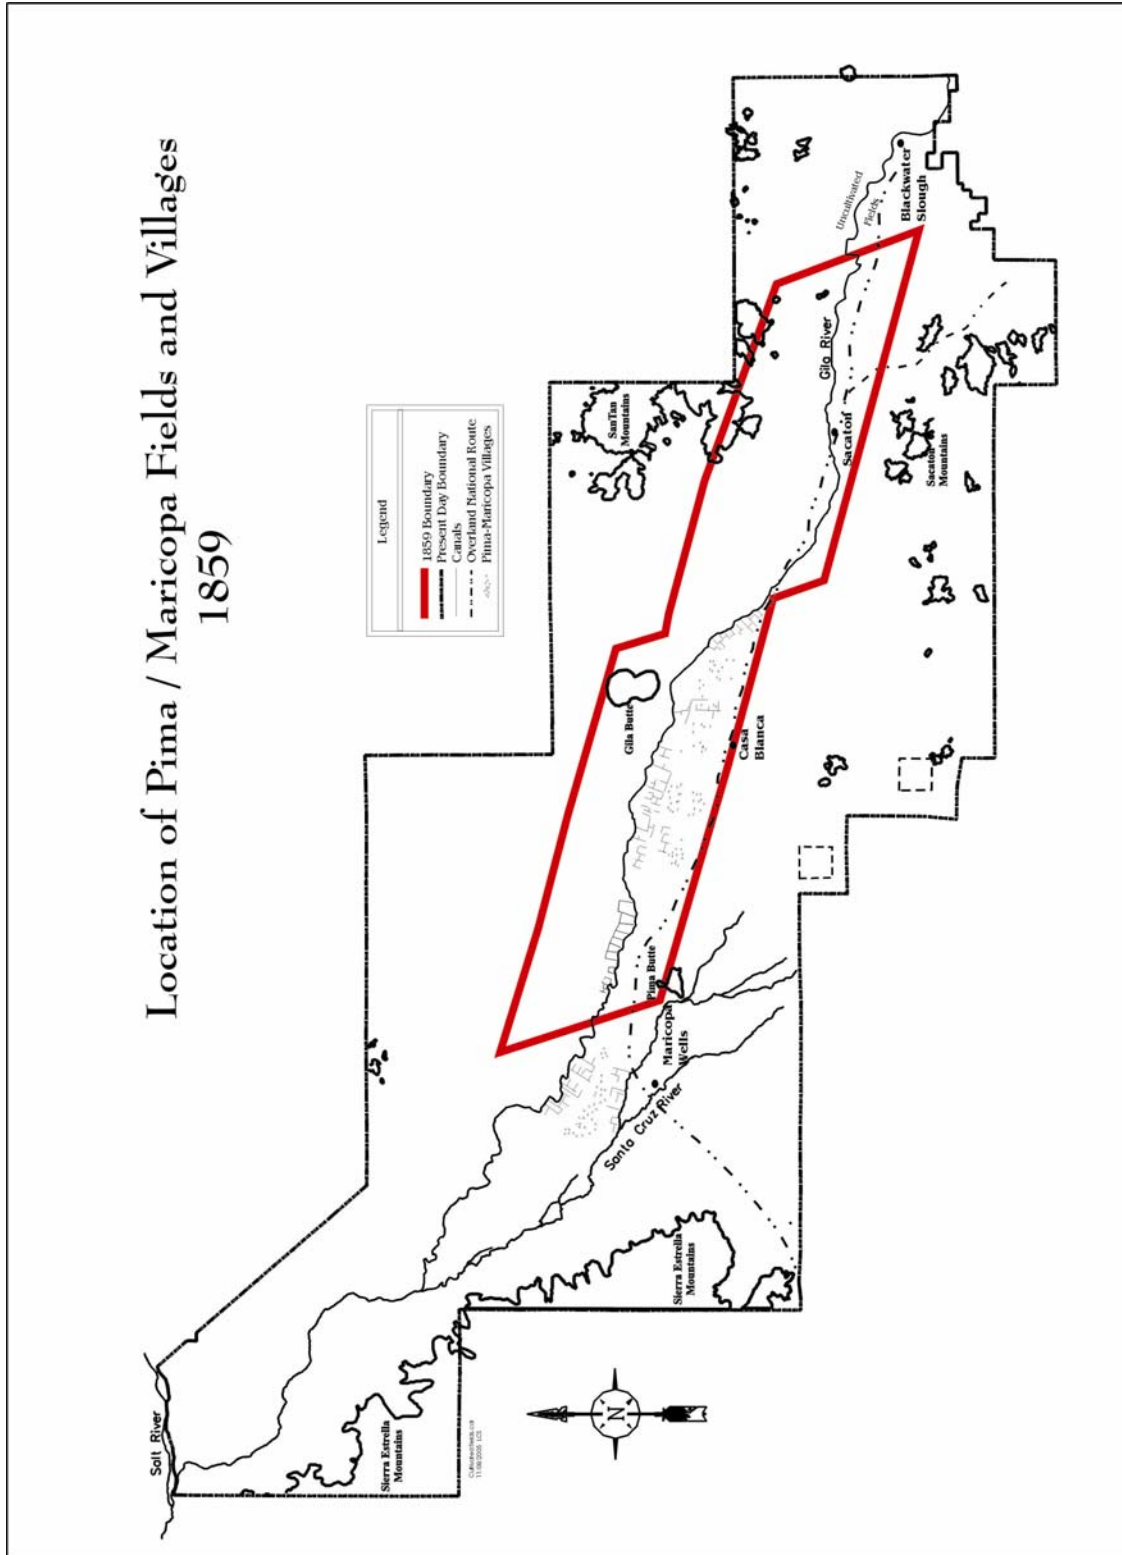 Location of Pima / Maricopa Fields and Villages
1859
Legend
1859 Boundary
Present Day Boundary
Canals
Overland National Route
Pima-Maricopa Villages
Salt River
Sierra Estrella
Mountains
Sierra Estrella
Mountains
Santa Cruz River
Maricopa
Wells
Pima Butte
Gila Butte
Casa
Blanca
SanTan
Mountains
Gila River
Sacaton
Sacaton
Mountains
Uncultivated
Fields
Blackwater
Slough
N